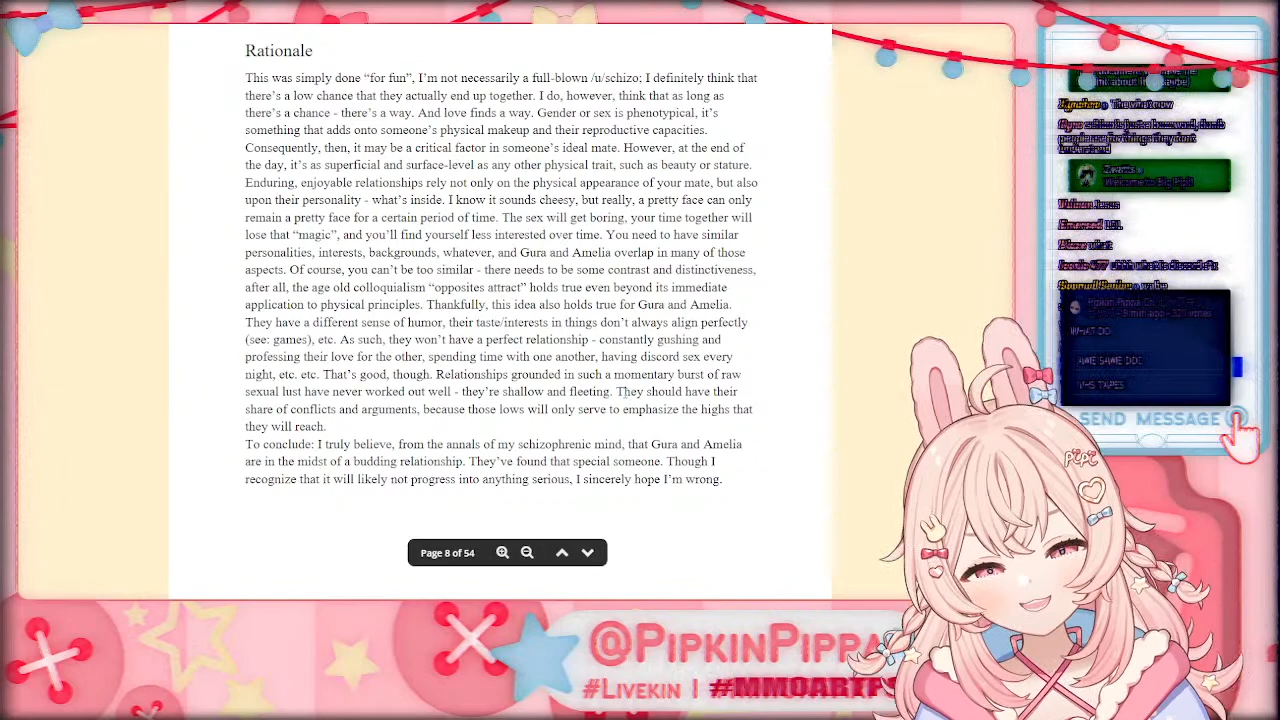 Rationale
This was simply done “for fun”, I’m not necessarily a full-blown /u/schizo; I definitely think that
there’s a low chance that they actually end up together. I do, however, think that as long as
there’s a chance - there’s a way. And love finds a way. Gender or sex is phenotypical, it’s
something that adds onto someone’s physical makeup and their reproductive capacities.
Consequently, then, it plays a role in determining someone’s ideal mate. However, at the end of
the day, it’s as superficial and surface-level as any other physical trait, such as beauty or stature.
Enduring, enjoyable relationships rely not only on the physical appearance of your mate, but also
upon their personality - what’s inside. I know it sounds cheesy, but really, a pretty face can only
remain a pretty face for a certain period of time. The sex will get boring, your time together will
lose that “magic”, and you’ll find yourself less interested over time. You need to have similar
personalities, interests, backgrounds, whatever, and Gura and Amelia overlap in many of those
aspects. Of course, you can’t be too similar - there needs to be some contrast and distinctiveness,
after all, the age old colloquialism “opposites attract” holds true even beyond its immediate
application to physical magnets. Thankfully, this idea also holds true for Gura and Amelia.
They have a different sense of humor, their taste/interests in things don’t always align perfectly
(see: games), etc. As such, they won’t have a perfect relationship - constantly gushing and
professing their love for the other, spending time with one another, having discord sex every
night, etc. etc. That’s good, though, relationships grounded in such a momentary burst of raw
sexual lust have never worked out well - they’re shallow and fleeting. They should have their
share of conflicts and arguments, because those lows will only serve to emphasize the highs that
they will reach.
To conclude: I truly believe, from the annals of my schizophrenic mind, that Gura and Amelia
are in the midst of a budding relationship. They’ve found that special someone. Though I
recognize that it will likely not progress into anything serious, I sincerely hope I’m wrong.
Page 8 of 54
WHAT DO
VHS TAPES
SEND MESSAGE
PiPi
@PIPKINPIPPA
#LIVEKIN |